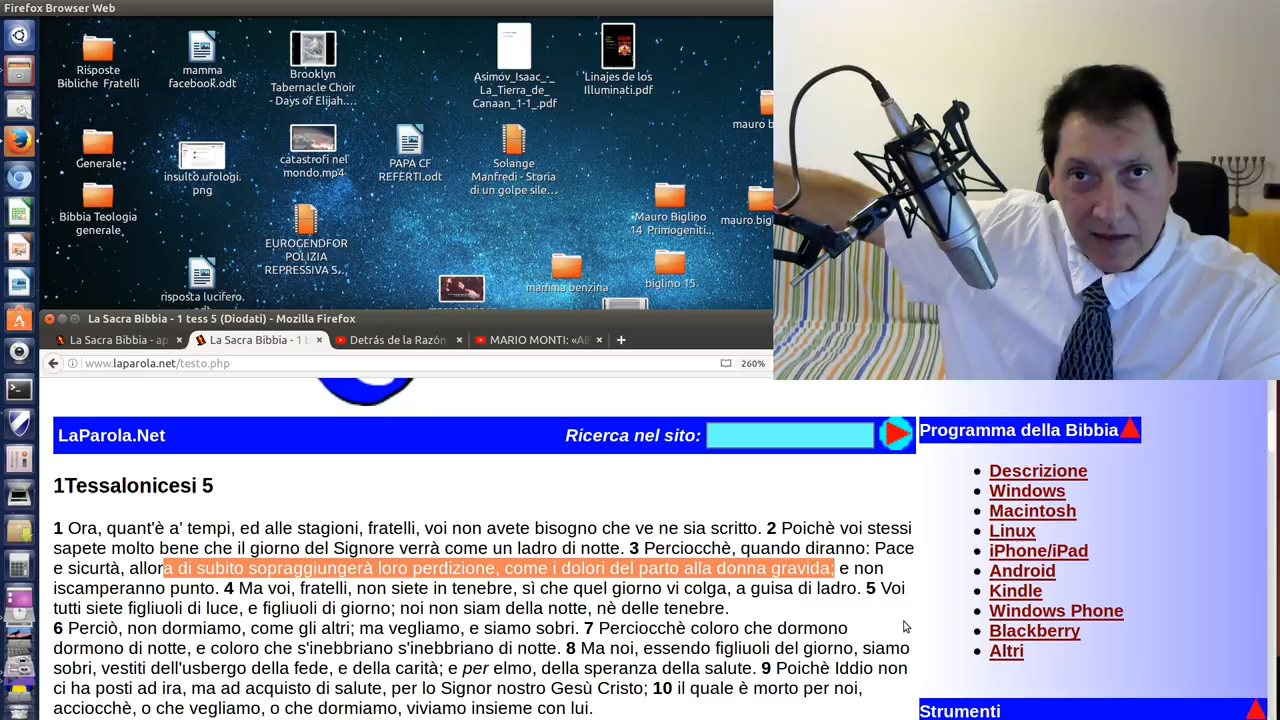 Firefox Browser Web
Risposte
Bibliche Fratelli
mamma
facebook.odt
Brooklyn
Tabernacle Choir
- Days of Elijah....
Asimov_Isaac_-_
La_Tierra_de_
Canaan_1-1_.pdf
Linajes de los
Illuminati.pdf
mauro b
Generale
insulto.ufologi.
png
catastrofi nel
mondo.mp4
PAPA CF
REFERTI.odt
Solange
Manfredi - Storia
di un golpe sile...
Bibbia Teologia
generale
EUROGENDFOR
POLIZIA
REPRESSIVA S...
Mauro Biglino
14 Primogeniti...
mauro.big
risposta lucifero.
mamma benzina
biglino 15.
La Sacra Bibbia - 1 tess 5 (Diodati) - Mozilla Firefox
La Sacra Bibbia - ap ×
La Sacra Bibbia - 1 t ×
Detrás de la Razón ×
MARIO MONTI: «AB ×
www.laparola.net/testo.php
260%
LaParola.Net
Ricerca nel sito:
1Tessalonicesi 5
1 Ora, quant'è a' tempi, ed alle stagioni, fratelli, voi non avete bisogno che ve ne sia scritto. 2 Poichè voi stessi
sapete molto bene che il giorno del Signore verrà come un ladro di notte. 3 Perciocchè, quando diranno: Pace
e sicurtà, allora di subito sopraggiungerà loro perdizione, come i dolori del parto alla donna gravida; e non
iscamperanno punto. 4 Ma voi, fratelli, non siete in tenebre, sì che quel giorno vi colga, a guisa di ladro. 5 Voi
tutti siete figliuoli di luce, e figliuoli di giorno; noi non siam della notte, nè delle tenebre.
6 Perciò, non dormiamo, come gli altri; ma vegliamo, e siamo sobri. 7 Perciocchè coloro che dormono
dormono di notte, e coloro che s'inebbriano s'inebbriano di notte. 8 Ma noi, essendo figliuoli del giorno, siamo
sobri, vestiti dell'usbergo della fede, e della carità; e per elmo, della speranza della salute. 9 Poichè Iddio non
ci ha posti ad ira, ma ad acquisto di salute, per lo Signor nostro Gesù Cristo; 10 il quale è morto per noi,
acciocchè, o che vegliamo, o che dormiamo, viviamo insieme con lui.
Programma della Bibbia
Descrizione
Windows
Macintosh
Linux
iPhone/iPad
Android
Kindle
Windows Phone
Blackberry
Altri
Strumenti